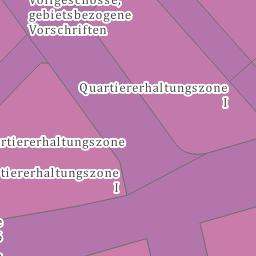 Vollgeschosse,
gebietsbezogene
Vorschriften
Quartiererhaltungszone
I
rtiererhaltungszone
tiererhaltungszone
I